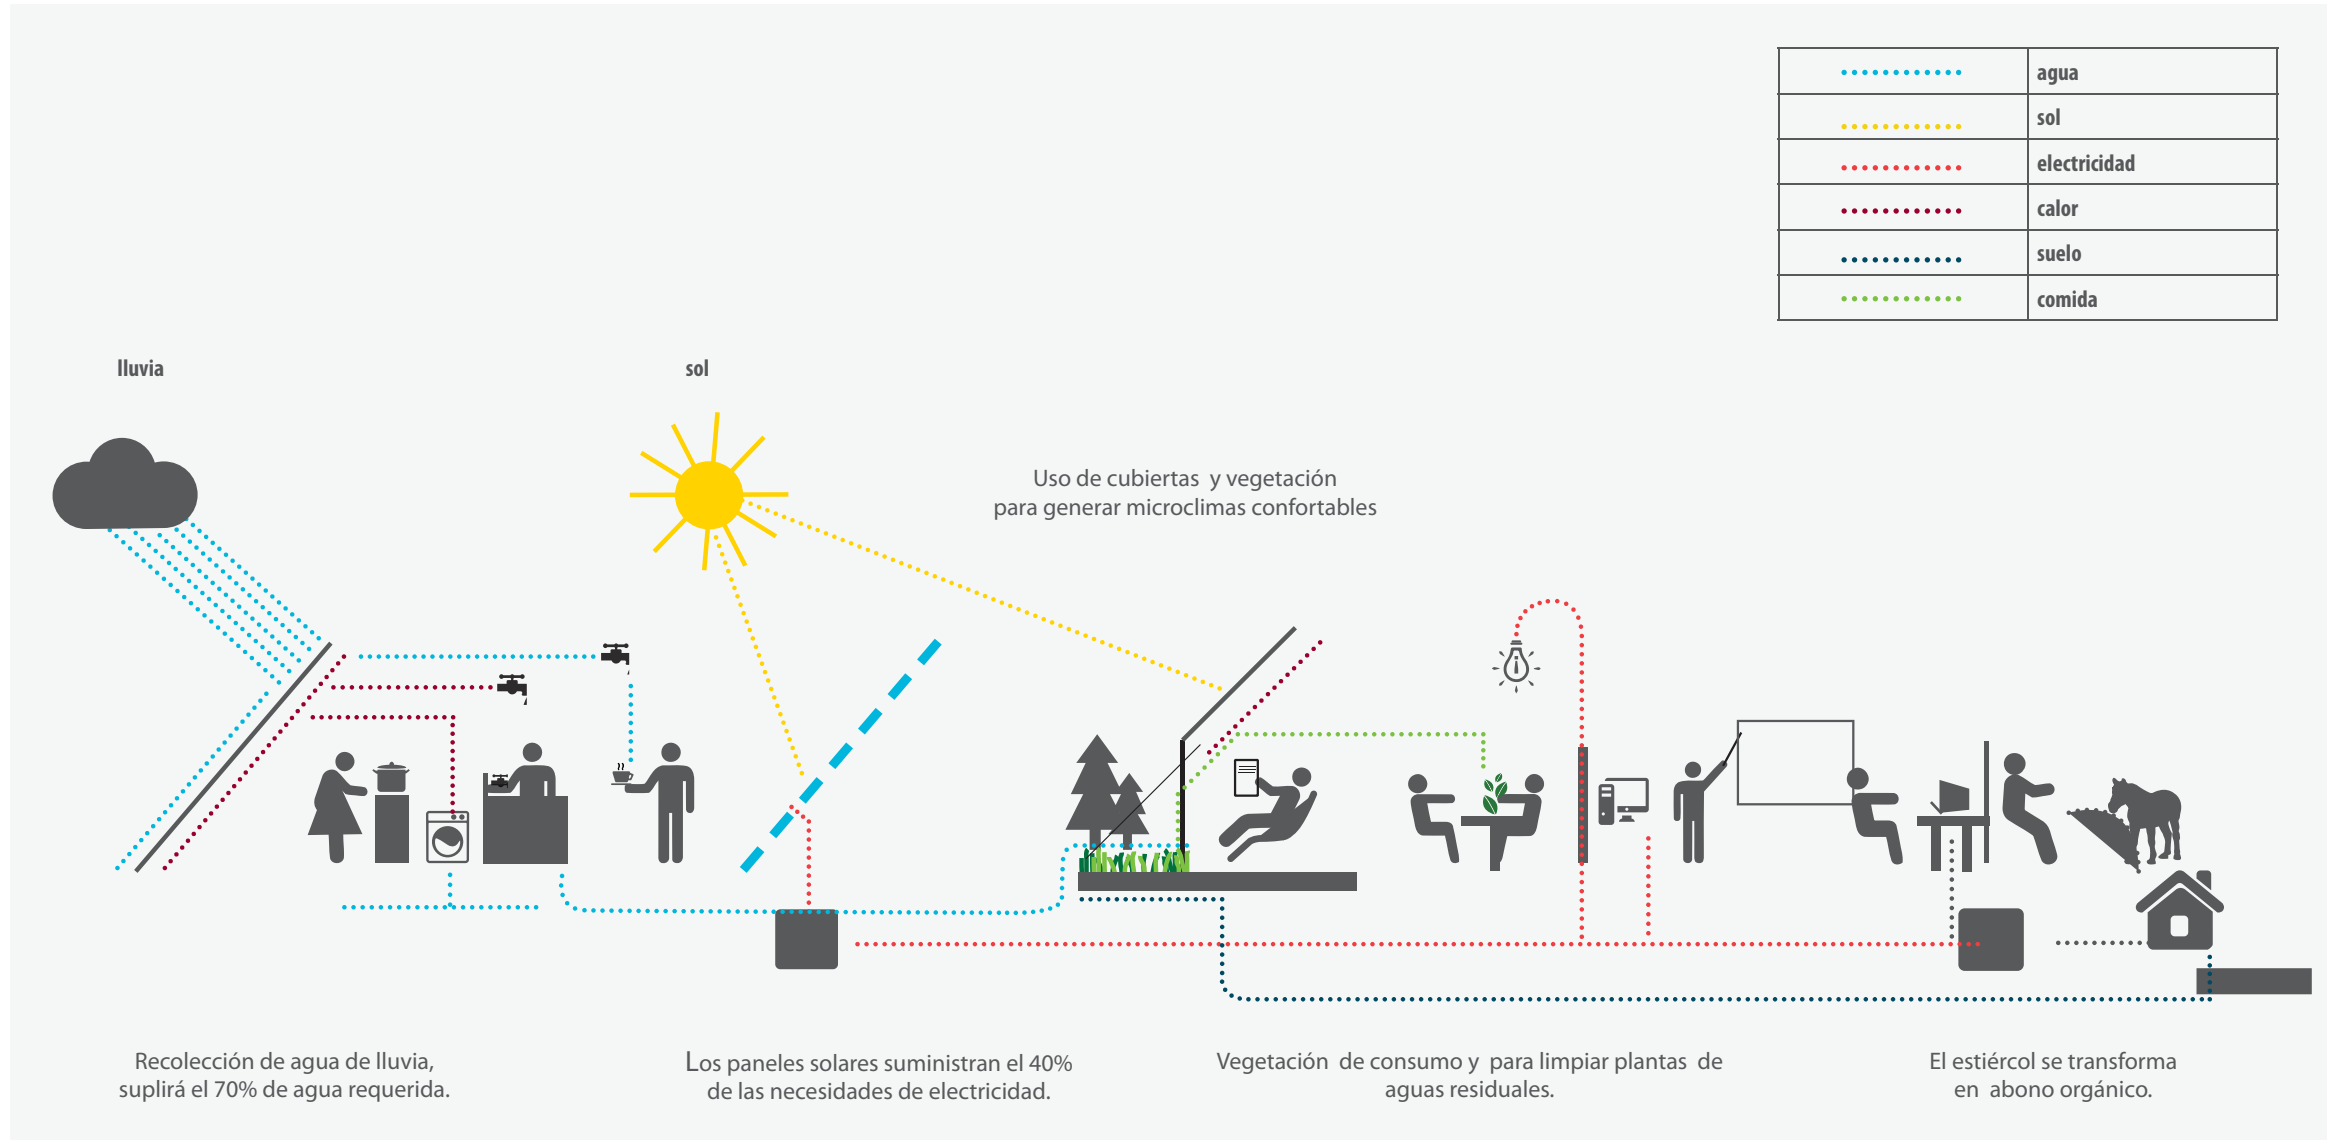 agua
sol
electricidad
calor
suelo
comida
lluvia
sol
Uso de cubiertas y vegetación
para generar microclimas confortables
Recolección de agua de lluvia,
suplirá el 70% de agua requerida.
Los paneles solares suministran el 40%
de las necesidades de electricidad.
Vegetación de consumo y para limpiar plantas de
aguas residuales.
El estiércol se transforma
en abono orgánico.